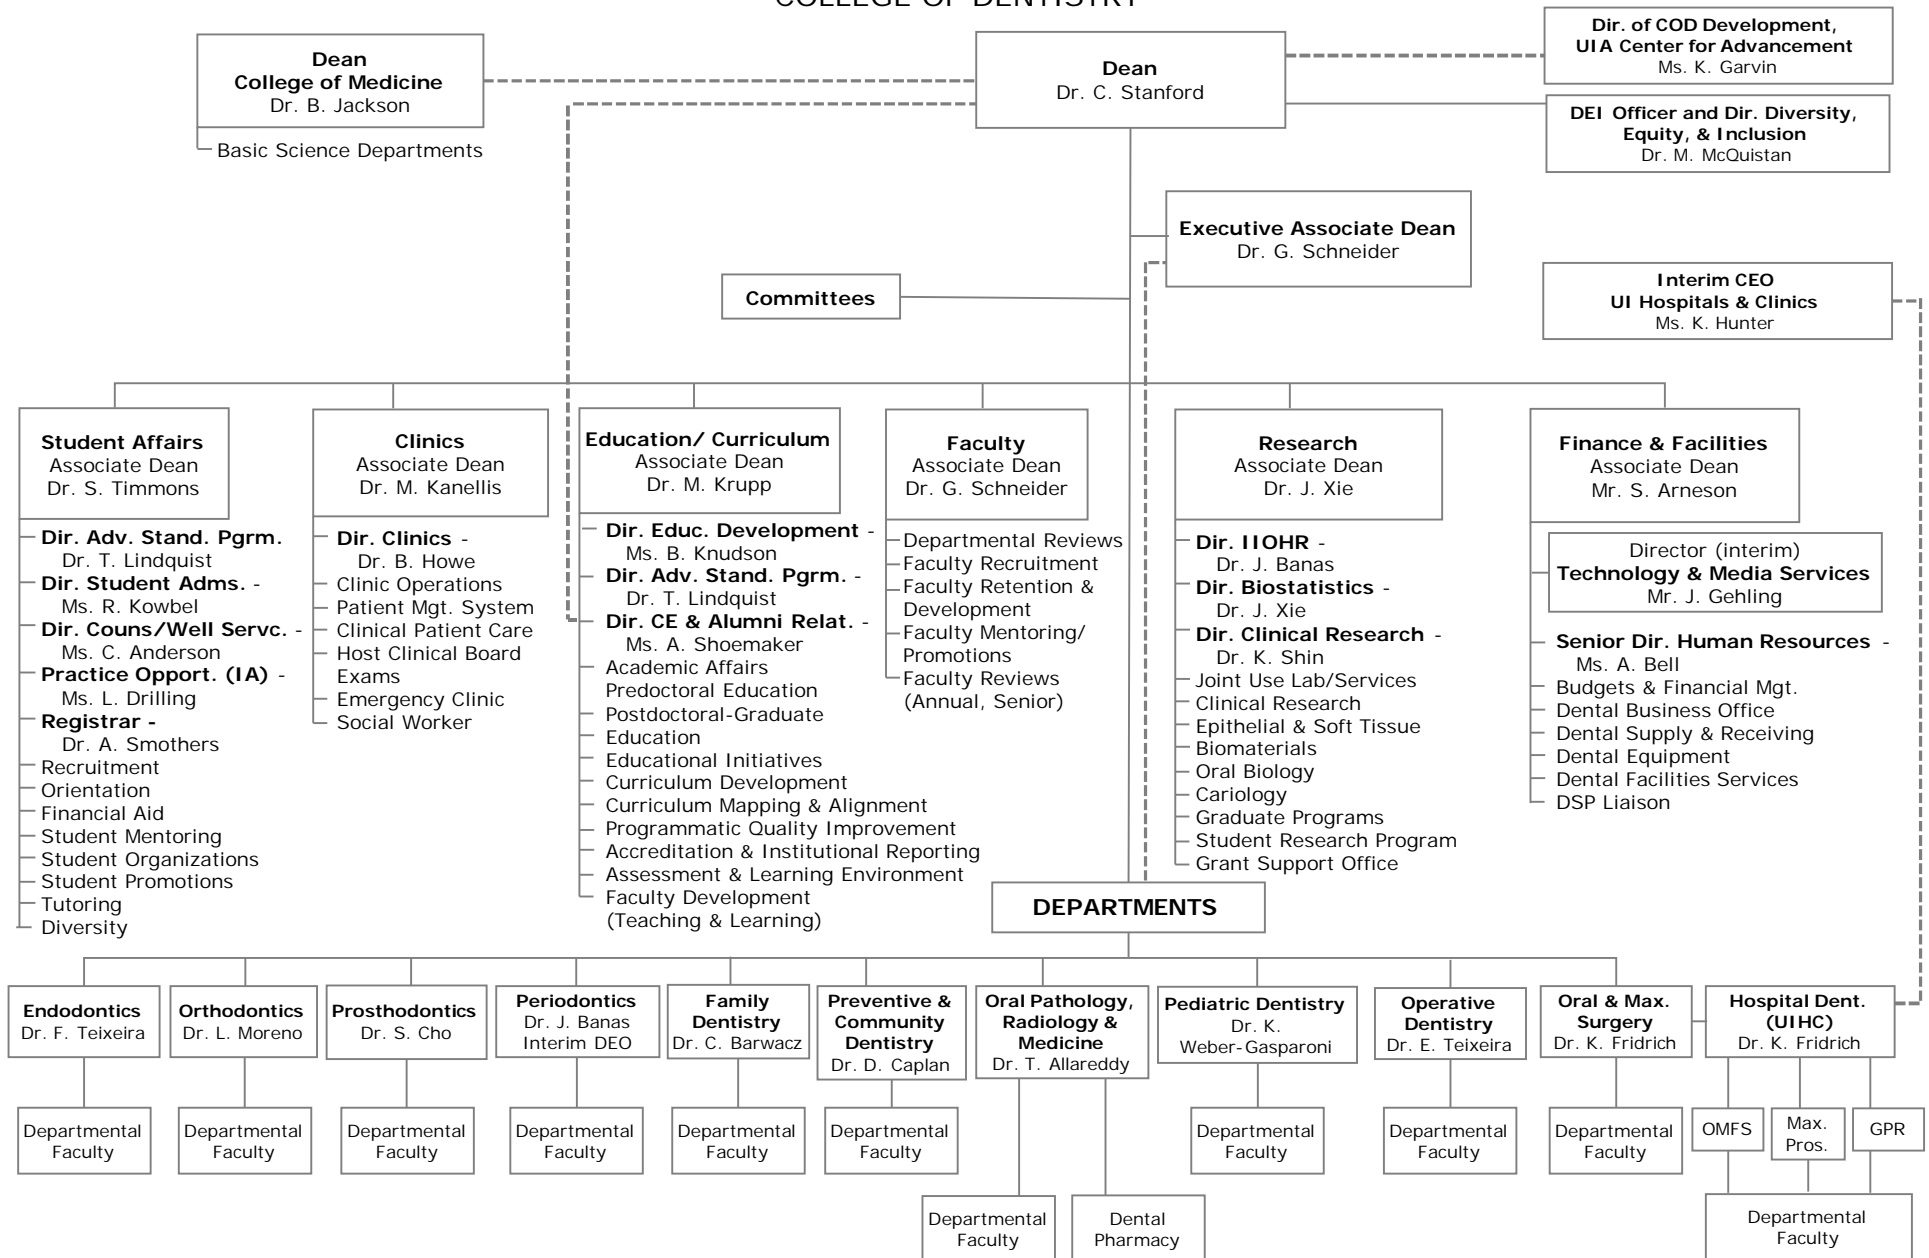 COLLEGE OF DENTISTRY
Dean
College of Medicine
Dr. B. Jackson
Basic Science Departments
Dean
Dr. C. Stanford
Dir. of COD Development,
UIA Center for Advancement
Ms. K. Garvin
DEI Officer and Dir. Diversity,
Equity, & Inclusion
Dr. M. McQuistan
Executive Associate Dean
Dr. G. Schneider
Committees
Interim CEO
UI Hospitals & Clinics
Ms. K. Hunter
Student Affairs
Associate Dean
Dr. S. Timmons
Dir. Adv. Stand. Pgrm.
Dr. T. Lindquist
Dir. Student Adms. -
Ms. R. Kowbel
Dir. Couns/Well Servc. -
Ms. C. Anderson
Practice Opport. (IA) -
Ms. L. Drilling
Registrar -
Dr. A. Smothers
Recruitment
Orientation
Financial Aid
Student Mentoring
Student Organizations
Student Promotions
Tutoring
Diversity
Clinics
Associate Dean
Dr. M. Kanellis
Dir. Clinics -
Dr. B. Howe
Clinic Operations
Patient Mgt. System
Clinical Patient Care
Host Clinical Board
Exams
Emergency Clinic
Social Worker
Education/ Curriculum
Associate Dean
Dr. M. Krupp
Dir. Educ. Development -
Ms. B. Knudson
Dir. Adv. Stand. Pgrm. -
Dr. T. Lindquist
Dir. CE & Alumni Relat. -
Ms. A. Shoemaker
Academic Affairs
Predoctoral Education
Postdoctoral-Graduate
Education
Educational Initiatives
Curriculum Development
Curriculum Mapping & Alignment
Programmatic Quality Improvement
Accreditation & Institutional Reporting
Assessment & Learning Environment
Faculty Development
(Teaching & Learning)
Faculty
Associate Dean
Dr. G. Schneider
Departmental Reviews
Faculty Recruitment
Faculty Retention &
Development
Faculty Mentoring/
Promotions
Faculty Reviews
(Annual, Senior)
Research
Associate Dean
Dr. J. Xie
Dir. IIOHR -
Dr. J. Banas
Dir. Biostatistics -
Dr. J. Xie
Dir. Clinical Research -
Dr. K. Shin
Joint Use Lab/Services
Clinical Research
Epithelial & Soft Tissue
Biomaterials
Oral Biology
Cariology
Graduate Programs
Student Research Program
Grant Support Office
Finance & Facilities
Associate Dean
Mr. S. Arneson
Director (interim)
Technology & Media Services
Mr. J. Gehling
Senior Dir. Human Resources -
Ms. A. Bell
Budgets & Financial Mgt.
Dental Business Office
Dental Supply & Receiving
Dental Equipment
Dental Facilities Services
DSP Liaison
DEPARTMENTS
Endodontics
Dr. F. Teixeira
Departmental
Faculty
Orthodontics
Dr. L. Moreno
Departmental
Faculty
Prosthodontics
Dr. S. Cho
Departmental
Faculty
Periodontics
Dr. J. Banas
Interim DEO
Departmental
Faculty
Family
Dentistry
Dr. C. Barwacz
Departmental
Faculty
Preventive &
Community
Dentistry
Dr. D. Caplan
Departmental
Faculty
Oral Pathology,
Radiology &
Medicine
Dr. T. Allareddy
Departmental
Faculty
Dental
Pharmacy
Pediatric Dentistry
Dr. K.
Weber-Gasparoni
Departmental
Faculty
Operative
Dentistry
Dr. E. Teixeira
Departmental
Faculty
Oral & Max.
Surgery
Dr. K. Fridrich
Departmental
Faculty
Hospital Dent.
(UIHC)
Dr. K. Fridrich
OMFS
Max.
Pros.
GPR
Departmental
Faculty